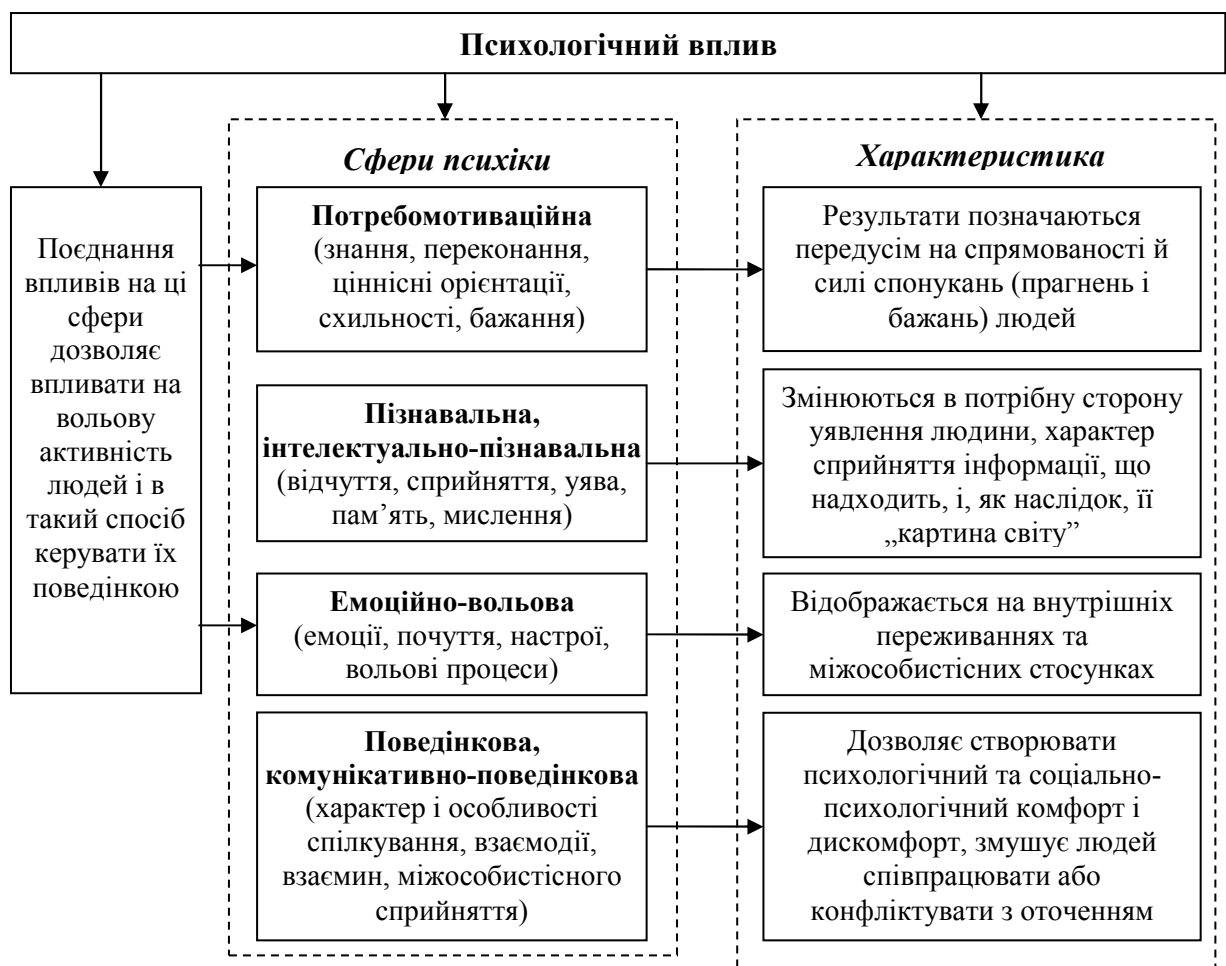 Психологічний вплив
Поєднання
впливів на ці
сфери
дозволяє
впливати на
вольову
активність
людей і в
такий спосіб
керувати їх
поведінкою
Сфери психіки
Потребомотиваційна
(знання, переконання,
ціннісні орієнтації,
схильності, бажання)
Пізнавальна,
інтелектуально-пізнавальна
(відчуття, сприйняття, уява,
пам’ять, мислення)
Емоційно-вольова
(емоції, почуття, настрої,
вольові процеси)
Поведінкова,
комунікативно-поведінкова
(характер і особливості
спілкування, взаємодії,
взаємин, міжособистісного
сприйняття)
Характеристика
Результати позначаються
передусім на спрямованості й
силі спонукань (прагнень і
бажань) людей
Змінюються в потрібну сторону
уявлення людини, характер
сприйняття інформації, що
надходить, і, як наслідок, її
„картина світу”
Відображається на внутрішніх
переживаннях та
міжособистісних стосунках
Дозволяє створювати
психологічний та соціально-
психологічний комфорт і
дискомфорт, змушує людей
співпрацювати або
конфліктувати з оточенням